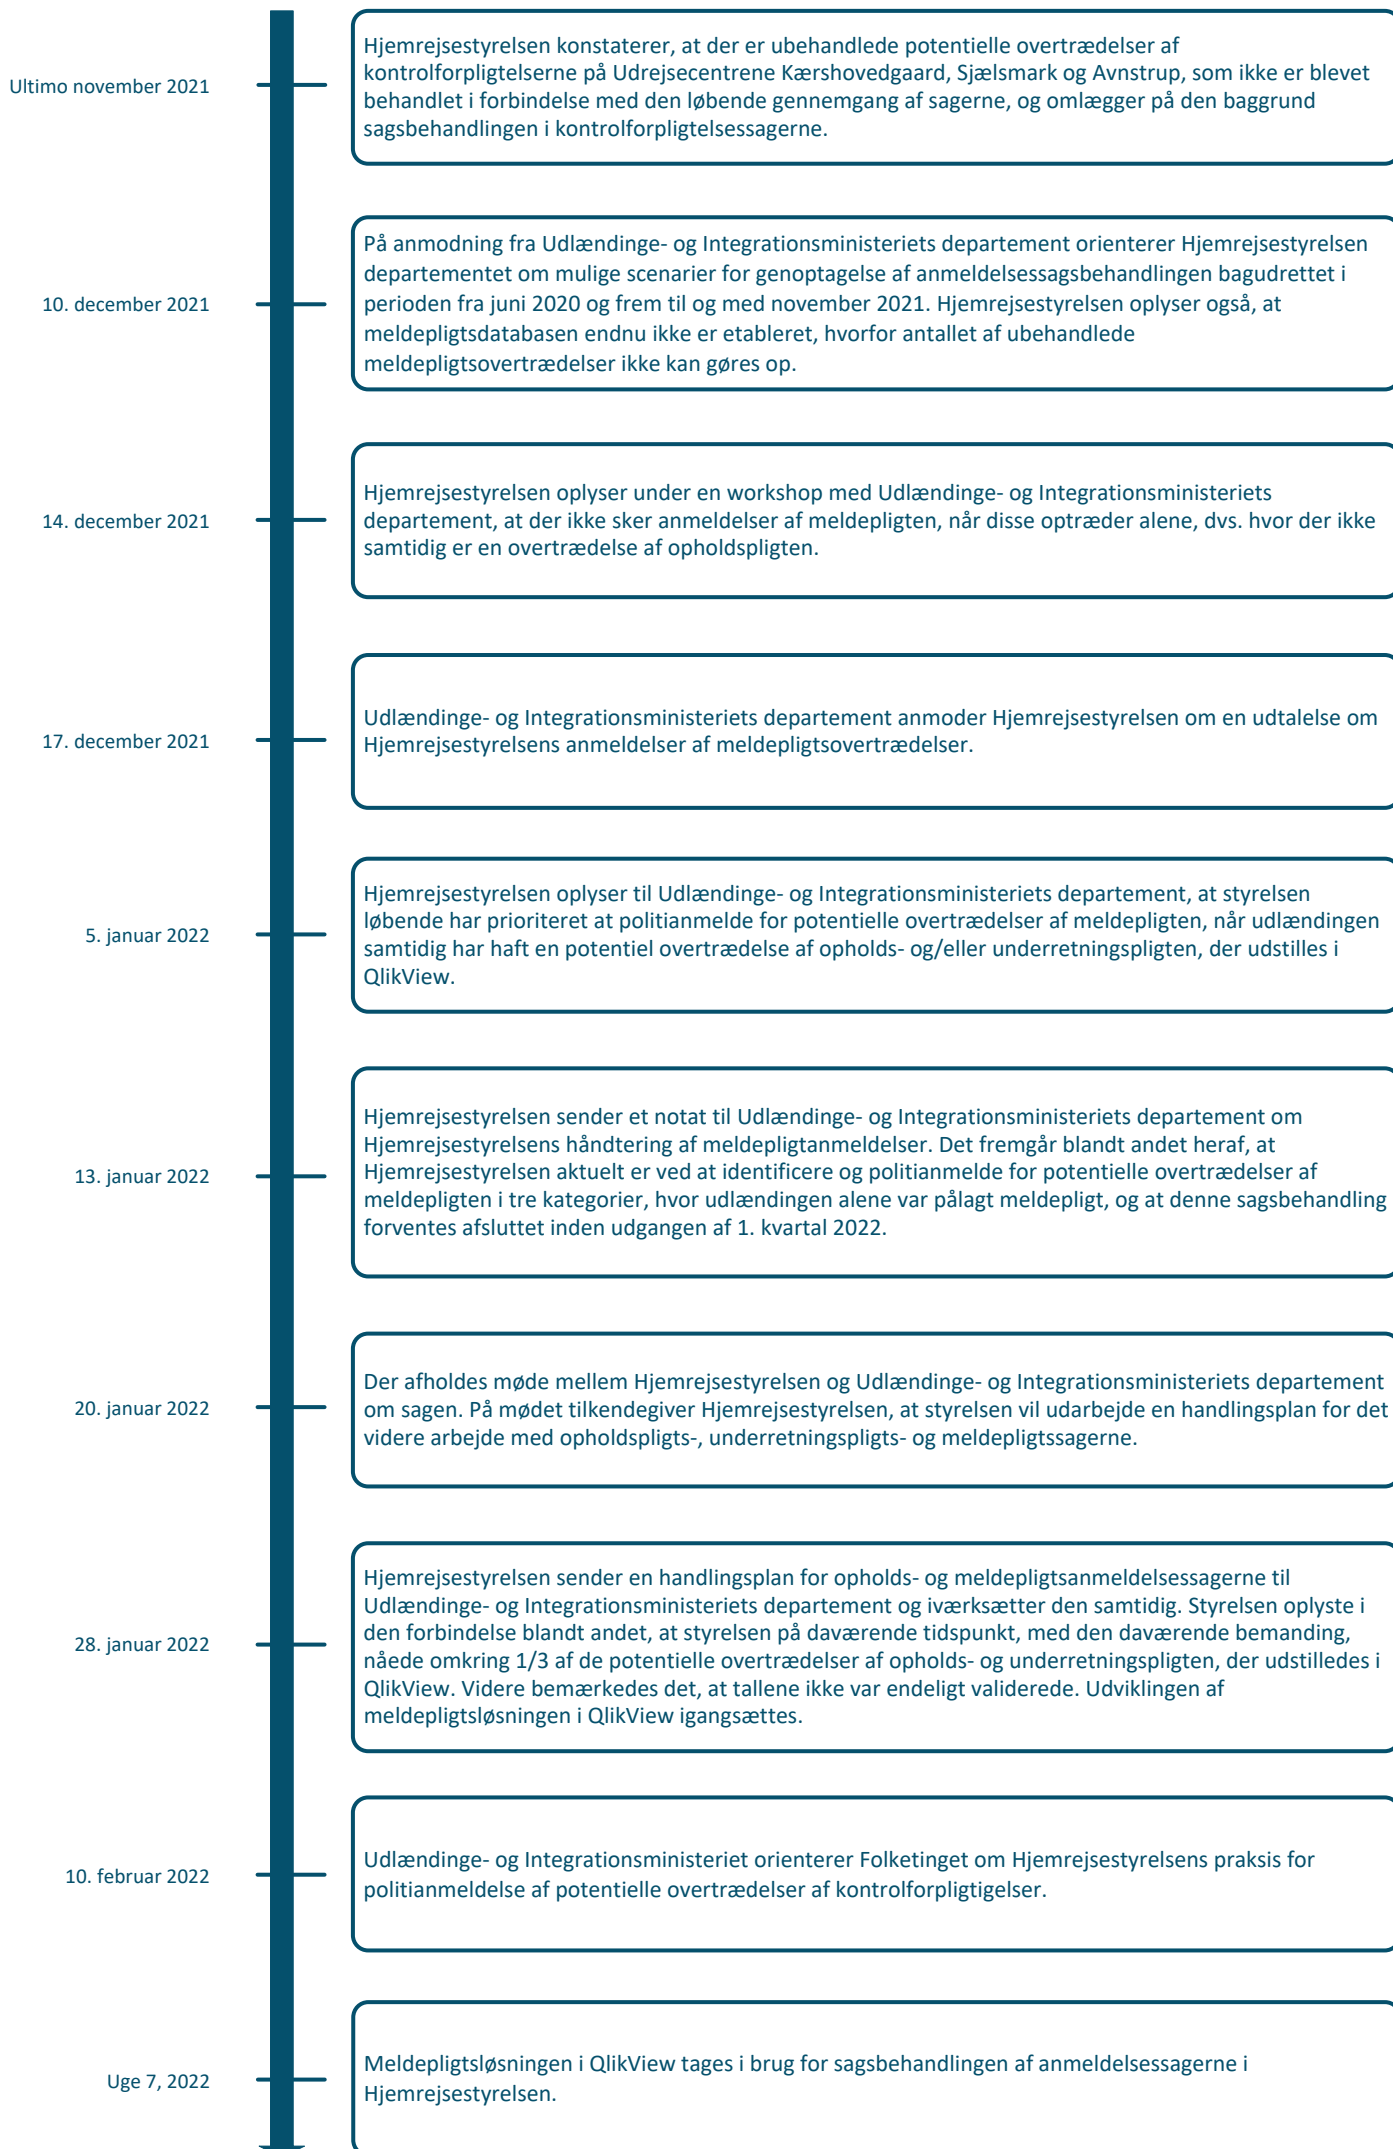 Ultimo november 2021
Hjemrejsestyrelsen konstaterer, at der er ubehandlede potentielle overtrædelser af
kontrolforpligtelserne på Udrejsecentrene Kærshovedgaard, Sjælsmark og Avnstrup, som ikke er blevet
behandlet i forbindelse med den løbende gennemgang af sagerne, og omlægger på den baggrund
sagsbehandlingen i kontrolforpligtelsessagerne.
10. december 2021
På anmodning fra Udlændinge- og Integrationsministeriets departement orienterer Hjemrejsestyrelsen
departementet om mulige scenarier for genoptagelse af anmeldelsessagsbehandlingen bagudrettet i
perioden fra juni 2020 og frem til og med november 2021. Hjemrejsestyrelsen oplyser også, at
meldepligtsdatabasen endnu ikke er etableret, hvorfor antallet af ubehandlede
meldepligtsovertrædelser ikke kan gøres op.
14. december 2021
Hjemrejsestyrelsen oplyser under en workshop med Udlændinge- og Integrationsministeriets
departement, at der ikke sker anmeldelser af meldepligten, når disse optræder alene, dvs. hvor der ikke
samtidig er en overtrædelse af opholdspligten.
17. december 2021
Udlændinge- og Integrationsministeriets departement anmoder Hjemrejsestyrelsen om en udtalelse om
Hjemrejsestyrelsens anmeldelser af meldepligtsovertrædelser.
5. januar 2022
Hjemrejsestyrelsen oplyser til Udlændinge- og Integrationsministeriets departement, at styrelsen
løbende har prioriteret at politianmelde for potentielle overtrædelser af meldepligten, når udlændingen
samtidig har haft en potentiel overtrædelse af opholds- og/eller underretningspligten, der udstilles i
QlikView.
13. januar 2022
Hjemrejsestyrelsen sender et notat til Udlændinge- og Integrationsministeriets departement om
Hjemrejsestyrelsens håndtering af meldepligtanmeldelser. Det fremgår blandt andet heraf, at
Hjemrejsestyrelsen aktuelt er ved at identificere og politianmelde for potentielle overtrædelser af
meldepligten i tre kategorier, hvor udlændingen alene var pålagt meldepligt, og at denne sagsbehandling
forventes afsluttet inden udgangen af 1. kvartal 2022.
20. januar 2022
Der afholdes møde mellem Hjemrejsestyrelsen og Udlændinge- og Integrationsministeriets departement
om sagen. På mødet tilkendegiver Hjemrejsestyrelsen, at styrelsen vil udarbejde en handlingsplan for det
videre arbejde med opholdspligts-, underretningspligts- og meldepligtssagerne.
28. januar 2022
Hjemrejsestyrelsen sender en handlingsplan for opholds- og meldepligtsanmeldelsessagerne til
Udlændinge- og Integrationsministeriets departement og iværksætter den samtidig. Styrelsen oplyste i
den forbindelse blandt andet, at styrelsen på daværende tidspunkt, med den daværende bemanding,
nåede omkring 1/3 af de potentielle overtrædelser af opholds- og underretningspligten, der udstilledes i
QlikView. Videre bemærkedes det, at tallene ikke var endeligt validerede. Udviklingen af
meldepligtsløsningen i QlikView igangsættes.
10. februar 2022
Udlændinge- og Integrationsministeriet orienterer Folketinget om Hjemrejsestyrelsens praksis for
politianmeldelse af potentielle overtrædelser af kontrolforpligtigelser.
Uge 7, 2022
Meldepligtsløsningen i QlikView tages i brug for sagsbehandlingen af anmeldelsessagerne i
Hjemrejsestyrelsen.